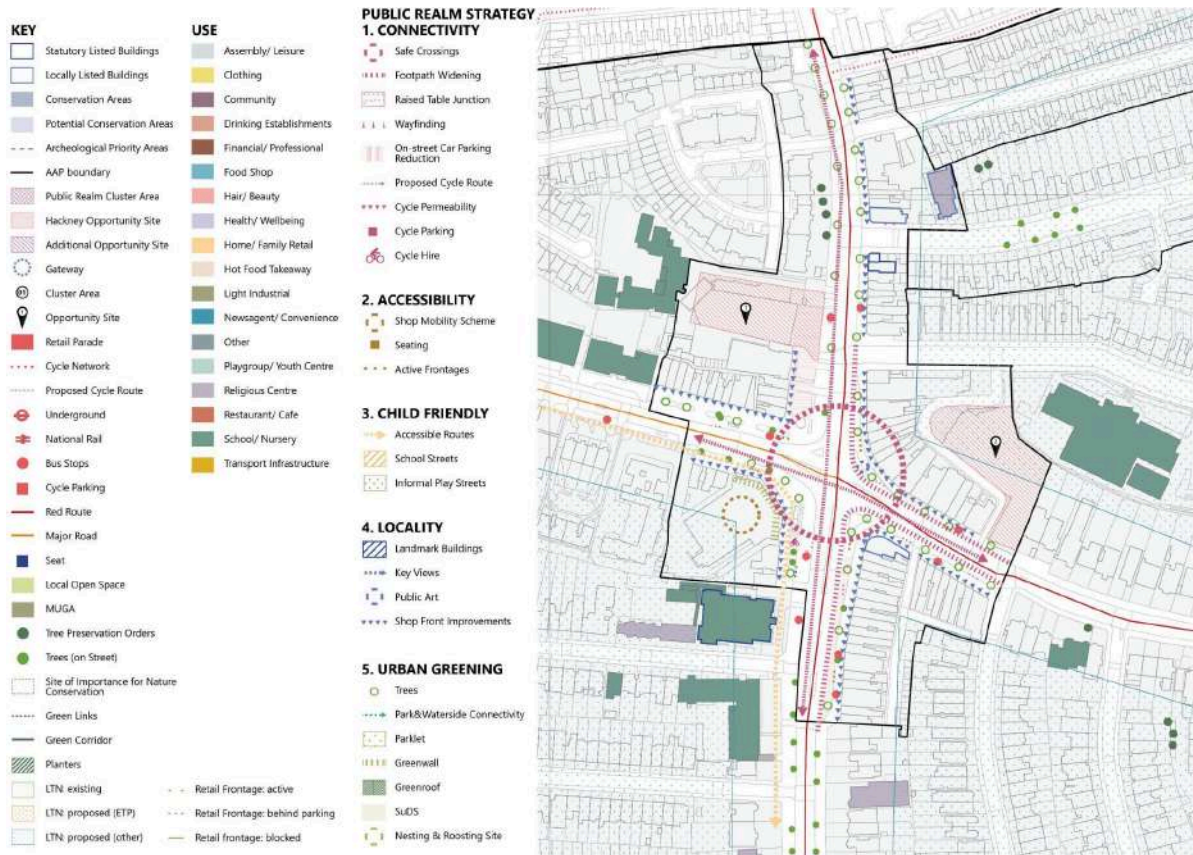 KEY
Statutory Listed Buildings
Locally Listed Buildings
Conservation Areas
Potential Conservation Areas
Archeological Priority Areas
AAP boundary
Public Realm Cluster Area
Hackney Opportunity Site
Additional Opportunity Site
Gateway
01
Cluster Area
Opportunity Site
Retail Parade
Cycle Network
Proposed Cycle Route
Underground
National Rail
Bus Stops
Cycle Parking
Red Route
Major Road
Seat
Local Open Space
MUGA
Tree Preservation Orders
Trees (on Street)
Site of Importance for Nature
Conservation
Green Links
Green Corridor
Planters
LTN: existing
LTN: proposed (ETP)
LTN: proposed (other)
Retail Frontage: active
Retail Frontage: behind parking
Retail frontage: blocked
USE
Assembly/ Leisure
Clothing
Community
Drinking Establishments
Financial/ Professional
Food Shop
Hair/ Beauty
Health/ Wellbeing
Home/ Family Retail
Hot Food Takeaway
Light Industrial
Newsagent/ Convenience
Other
Playgroup/ Youth Centre
Religious Centre
Restaurant/ Cafe
School/ Nursery
Transport Infrastructure
PUBLIC REALM STRATEGY
1. CONNECTIVITY
Safe Crossings
Footpath Widening
Raised Table Junction
Wayfinding
On-street Car Parking
Reduction
Proposed Cycle Route
Cycle Permeability
Cycle Parking
Cycle Hire
2. ACCESSIBILITY
Shop Mobility Scheme
Seating
Active Frontages
3. CHILD FRIENDLY
Accessible Routes
School Streets
Informal Play Streets
4. LOCALITY
Landmark Buildings
Key Views
Public Art
Shop Front Improvements
5. URBAN GREENING
Trees
Park&Waterside Connectivity
Parklet
Greenwall
Greenroof
SuDS
Nesting & Roosting Site